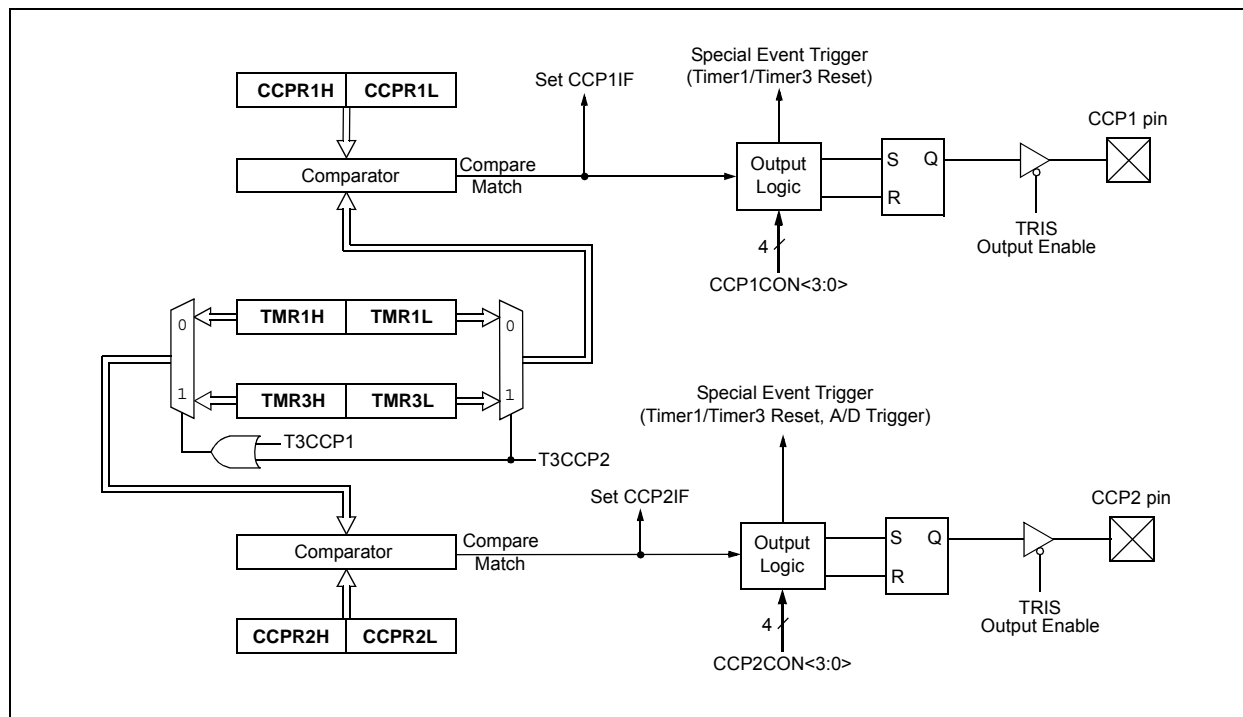 Special Event Trigger
(Timer1/Timer3 Reset)
Set CCP1IF
CCPR1H CCPR1L
CCP1 pin
Comparator
Compare
Match
Output
Logic
S Q
R
TRIS
Output Enable
4
CCP1CON<3:0>
0 TMR1H TMR1L 0
1 TMR3H TMR3L 1
T3CCP1
T3CCP2
Special Event Trigger
(Timer1/Timer3 Reset, A/D Trigger)
Set CCP2IF
CCP2 pin
Comparator
Compare
Match
Output
Logic
S Q
R
TRIS
Output Enable
4
CCPR2H CCPR2L
CCP2CON<3:0>